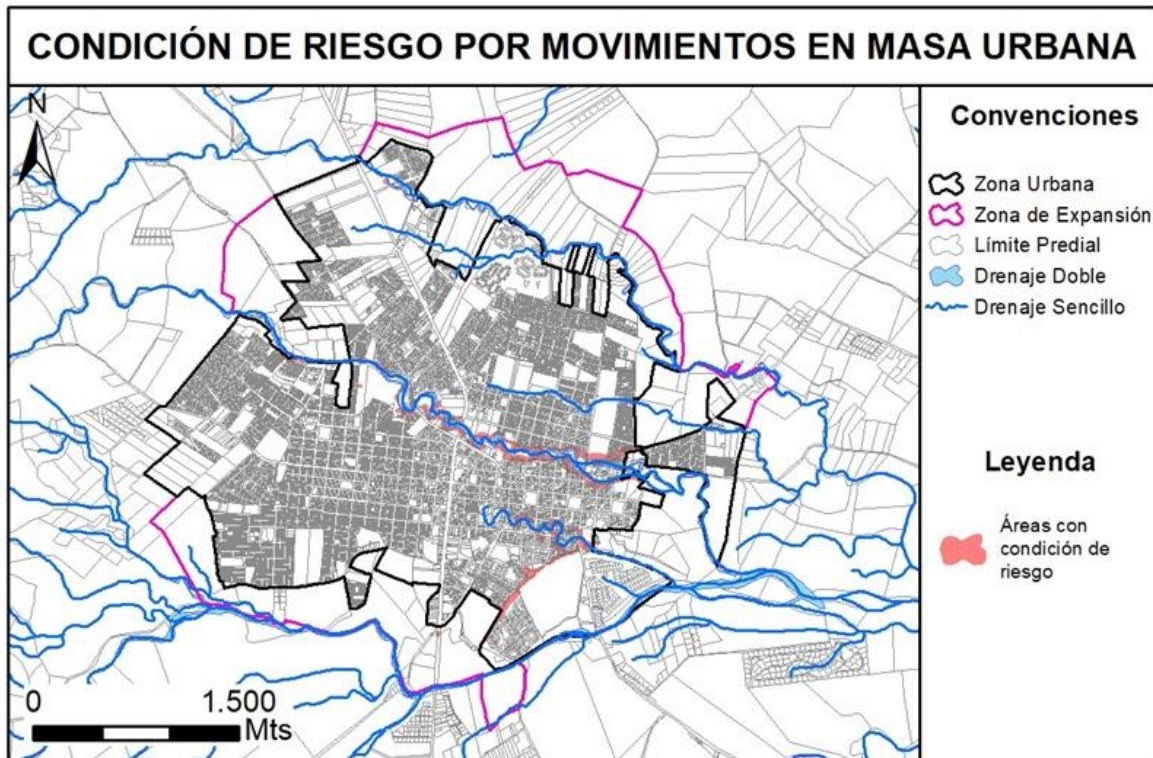 CONDICIÓN DE RIESGO POR MOVIMIENTOS EN MASA URBANA
N
0 1.500
Mts
Convenciones
Zona Urbana
Zona de Expansión
Límite Predial
Drenaje Doble
Drenaje Sencillo
Leyenda
Áreas con
condición de
riesgo